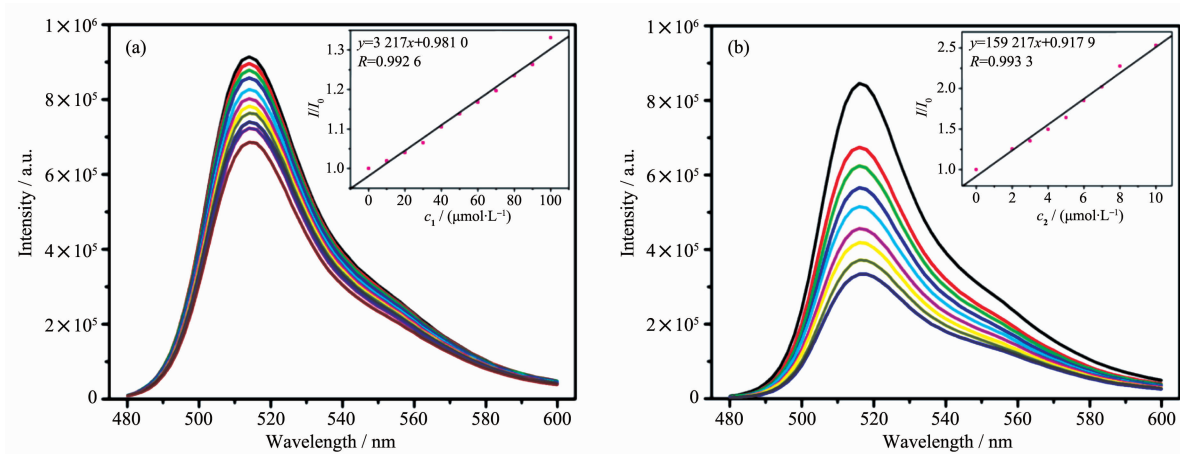 (a)
1×10⁶
8×10⁵
6×10⁵
4×10⁵
2×10⁵
0
Intensity / a.u.
480 500 520 540 560 580 600
Wavelength / nm
y=3 217x+0.981 0
R=0.992 6
1.3
1.2
1.1
1.0
I/I₀
0 20 40 60 80 100
c₁ / (μmol·L⁻¹)
(b)
1×10⁶
8×10⁵
6×10⁵
4×10⁵
2×10⁵
0
Intensity / a.u.
480 500 520 540 560 580 600
Wavelength / nm
y=159 217x+0.917 9
R=0.993 3
2.5
2.0
1.5
1.0
I/I₀
0 2 4 6 8 10
c₂ / (μmol·L⁻¹)